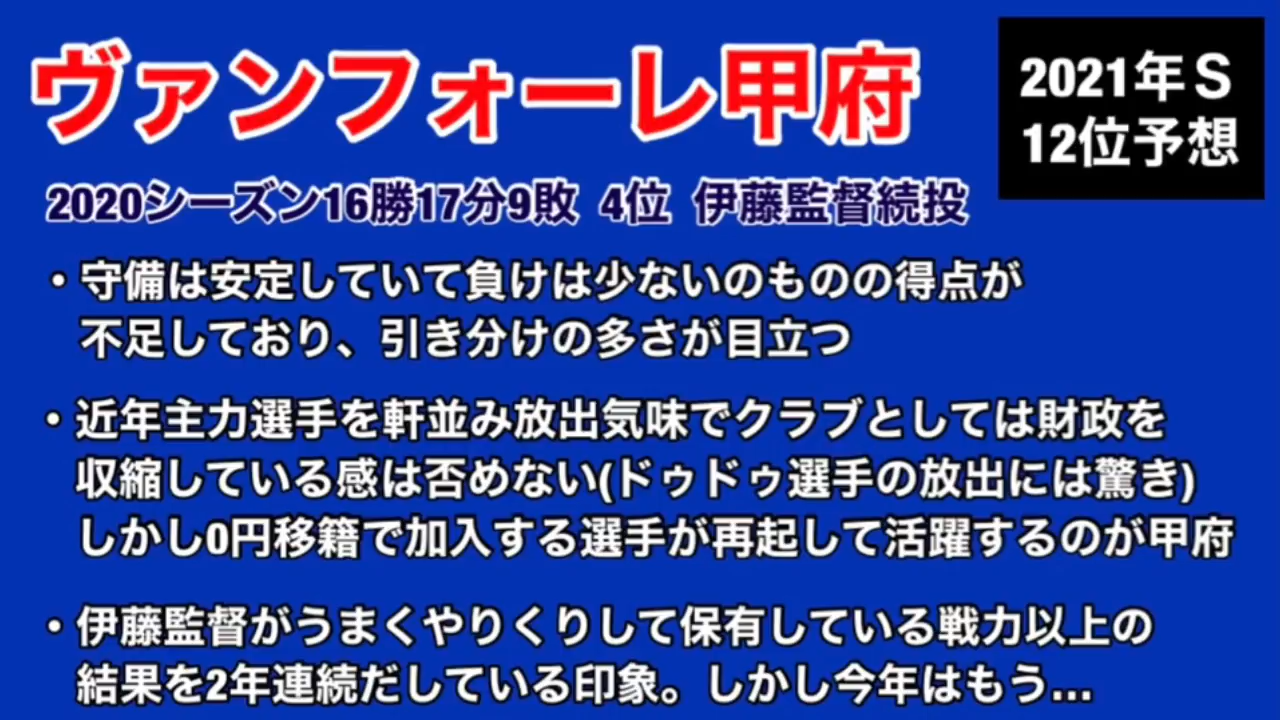 ヴァンフォーレ甲府
2021年S
12位予想
2020シーズン16勝17分9敗 4位 伊藤監督続投
・守備は安定していて負けは少ないのものの得点が
不足しており、引き分けの多さが目立つ
・近年主力選手を軒並み放出気味でクラブとしては財政を
収縮している感は否めない(ドゥドゥ選手の放出には驚き)
しかし0円移籍で加入する選手が再起して活躍するのが甲府
・伊藤監督がうまくやりくりして保有している戦力以上の
結果を2年連続だしている印象。しかし今年はもう…